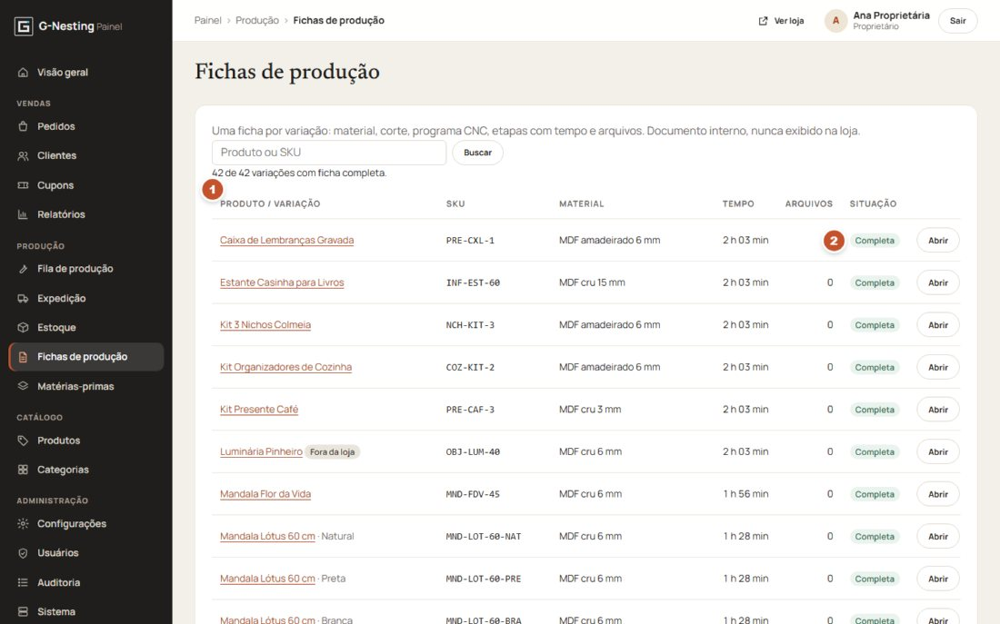 G-Nesting Painel
Visão geral
VENDAS
Pedidos
Clientes
Cupons
Relatórios
PRODUÇÃO
Fila de produção
Expedição
Estoque
Fichas de produção
Matérias-primas
CATÁLOGO
Produtos
Categorias
ADMINISTRAÇÃO
Configurações
Usuários
Auditoria
Sistema
Painel › Produção › Fichas de produção
Ver loja
A
Ana Proprietária
Proprietário
Sair
Fichas de produção
Uma ficha por variação: material, corte, programa CNC, etapas com tempo e arquivos. Documento interno, nunca exibido na loja.
Produto ou SKU
Buscar
42 de 42 variações com ficha completa.
1
PRODUTO / VARIAÇÃO SKU MATERIAL TEMPO ARQUIVOS SITUAÇÃO
Caixa de Lembranças Gravada PRE-CXL-1 MDF amadeirado 6 mm 2 h 03 min 2 Completa Abrir
Estante Casinha para Livros INF-EST-60 MDF cru 15 mm 2 h 03 min 0 Completa Abrir
Kit 3 Nichos Colmeia NCH-KIT-3 MDF amadeirado 6 mm 2 h 03 min 0 Completa Abrir
Kit Organizadores de Cozinha COZ-KIT-2 MDF amadeirado 6 mm 2 h 03 min 0 Completa Abrir
Kit Presente Café PRE-CAF-3 MDF cru 3 mm 2 h 03 min 0 Completa Abrir
Luminária Pinheiro Fora da loja OBJ-LUM-40 MDF cru 6 mm 2 h 03 min 0 Completa Abrir
Mandala Flor da Vida MND-FDV-45 MDF cru 6 mm 1 h 56 min 0 Completa Abrir
Mandala Lótus 60 cm · Natural MND-LOT-60-NAT MDF cru 6 mm 1 h 28 min 0 Completa Abrir
Mandala Lótus 60 cm · Preta MND-LOT-60-PRE MDF cru 6 mm 1 h 28 min 0 Completa Abrir
Mandala Lótus 60 cm · Branca MND-LOT-60-BRA MDF cru 6 mm 1 h 28 min 0 Completa Abrir